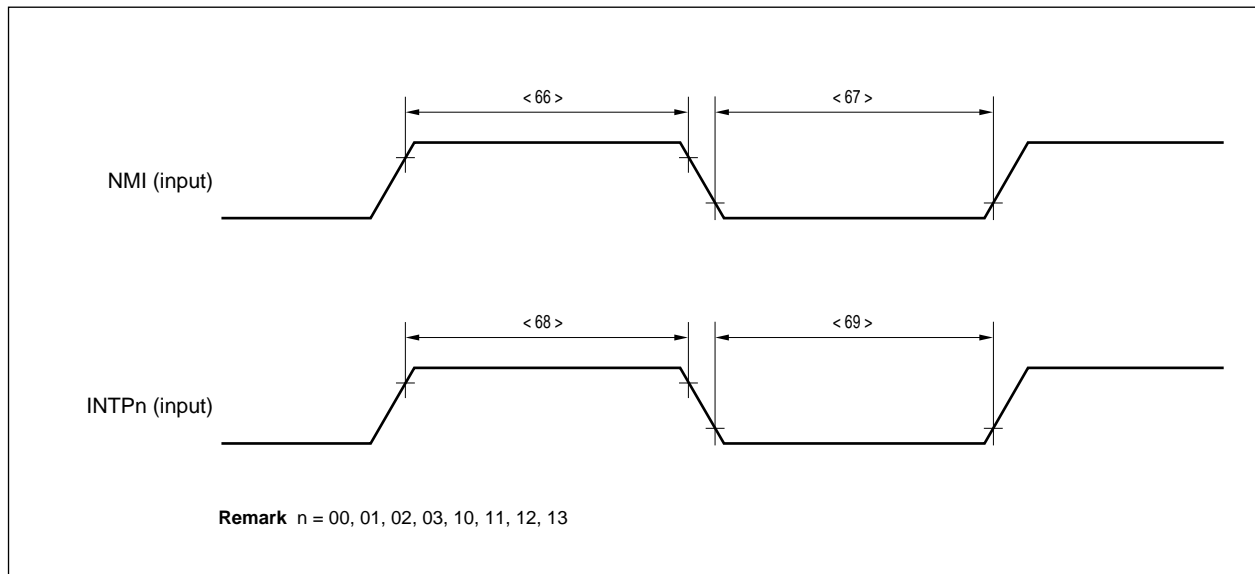 < 66 >
< 67 >
NMI (input)
< 68 >
< 69 >
INTPn (input)
Remark n = 00, 01, 02, 03, 10, 11, 12, 13